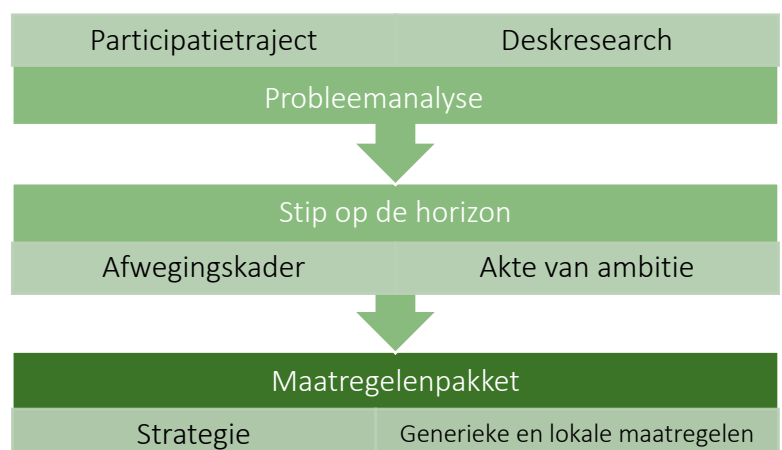 Participatietraject Deskresearch
Probleemanalyse
Stip op de horizon
Afwegingskader Akte van ambitie
Maatregelenpakket
Strategie Generieke en lokale maatregelen